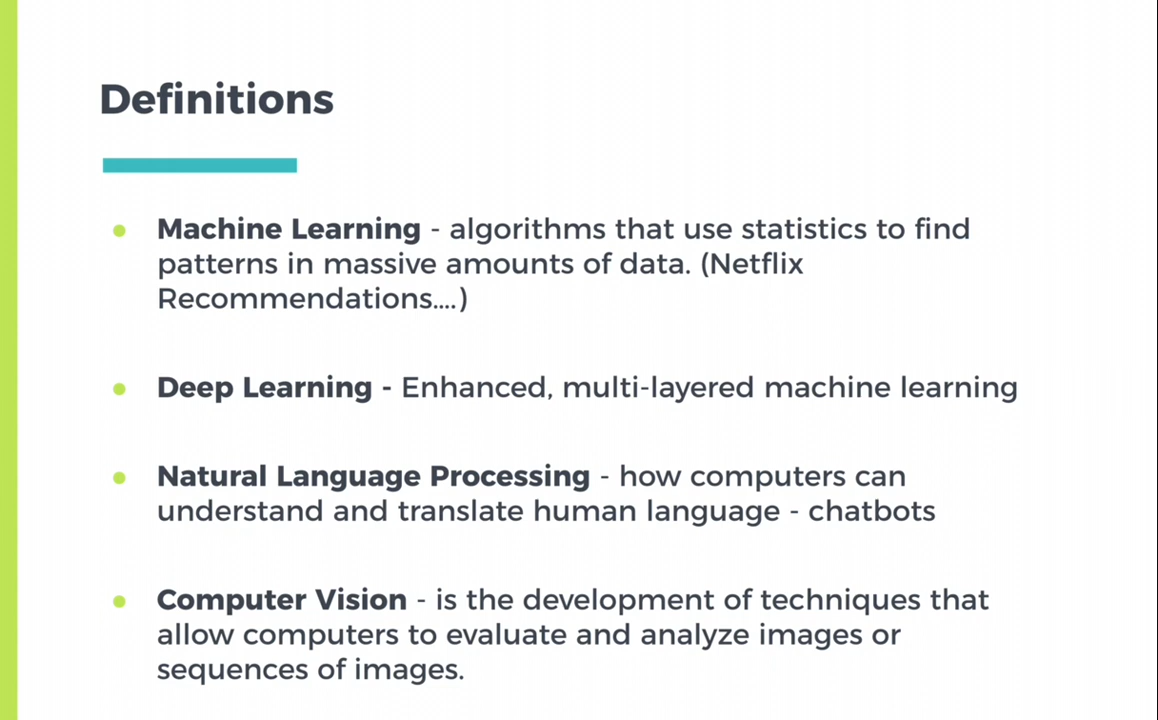 Definitions
Machine Learning - algorithms that use statistics to find
patterns in massive amounts of data. (Netflix
Recommendations....)
Deep Learning - Enhanced, multi-layered machine learning
Natural Language Processing - how computers can
understand and translate human language - chatbots
Computer Vision - is the development of techniques that
allow computers to evaluate and analyze images or
sequences of images.